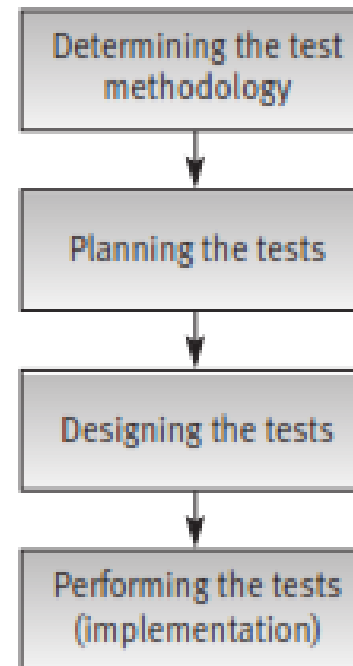 Determining the test
methodology
Planning the tests
Designing the tests
Performing the tests
(implementation)